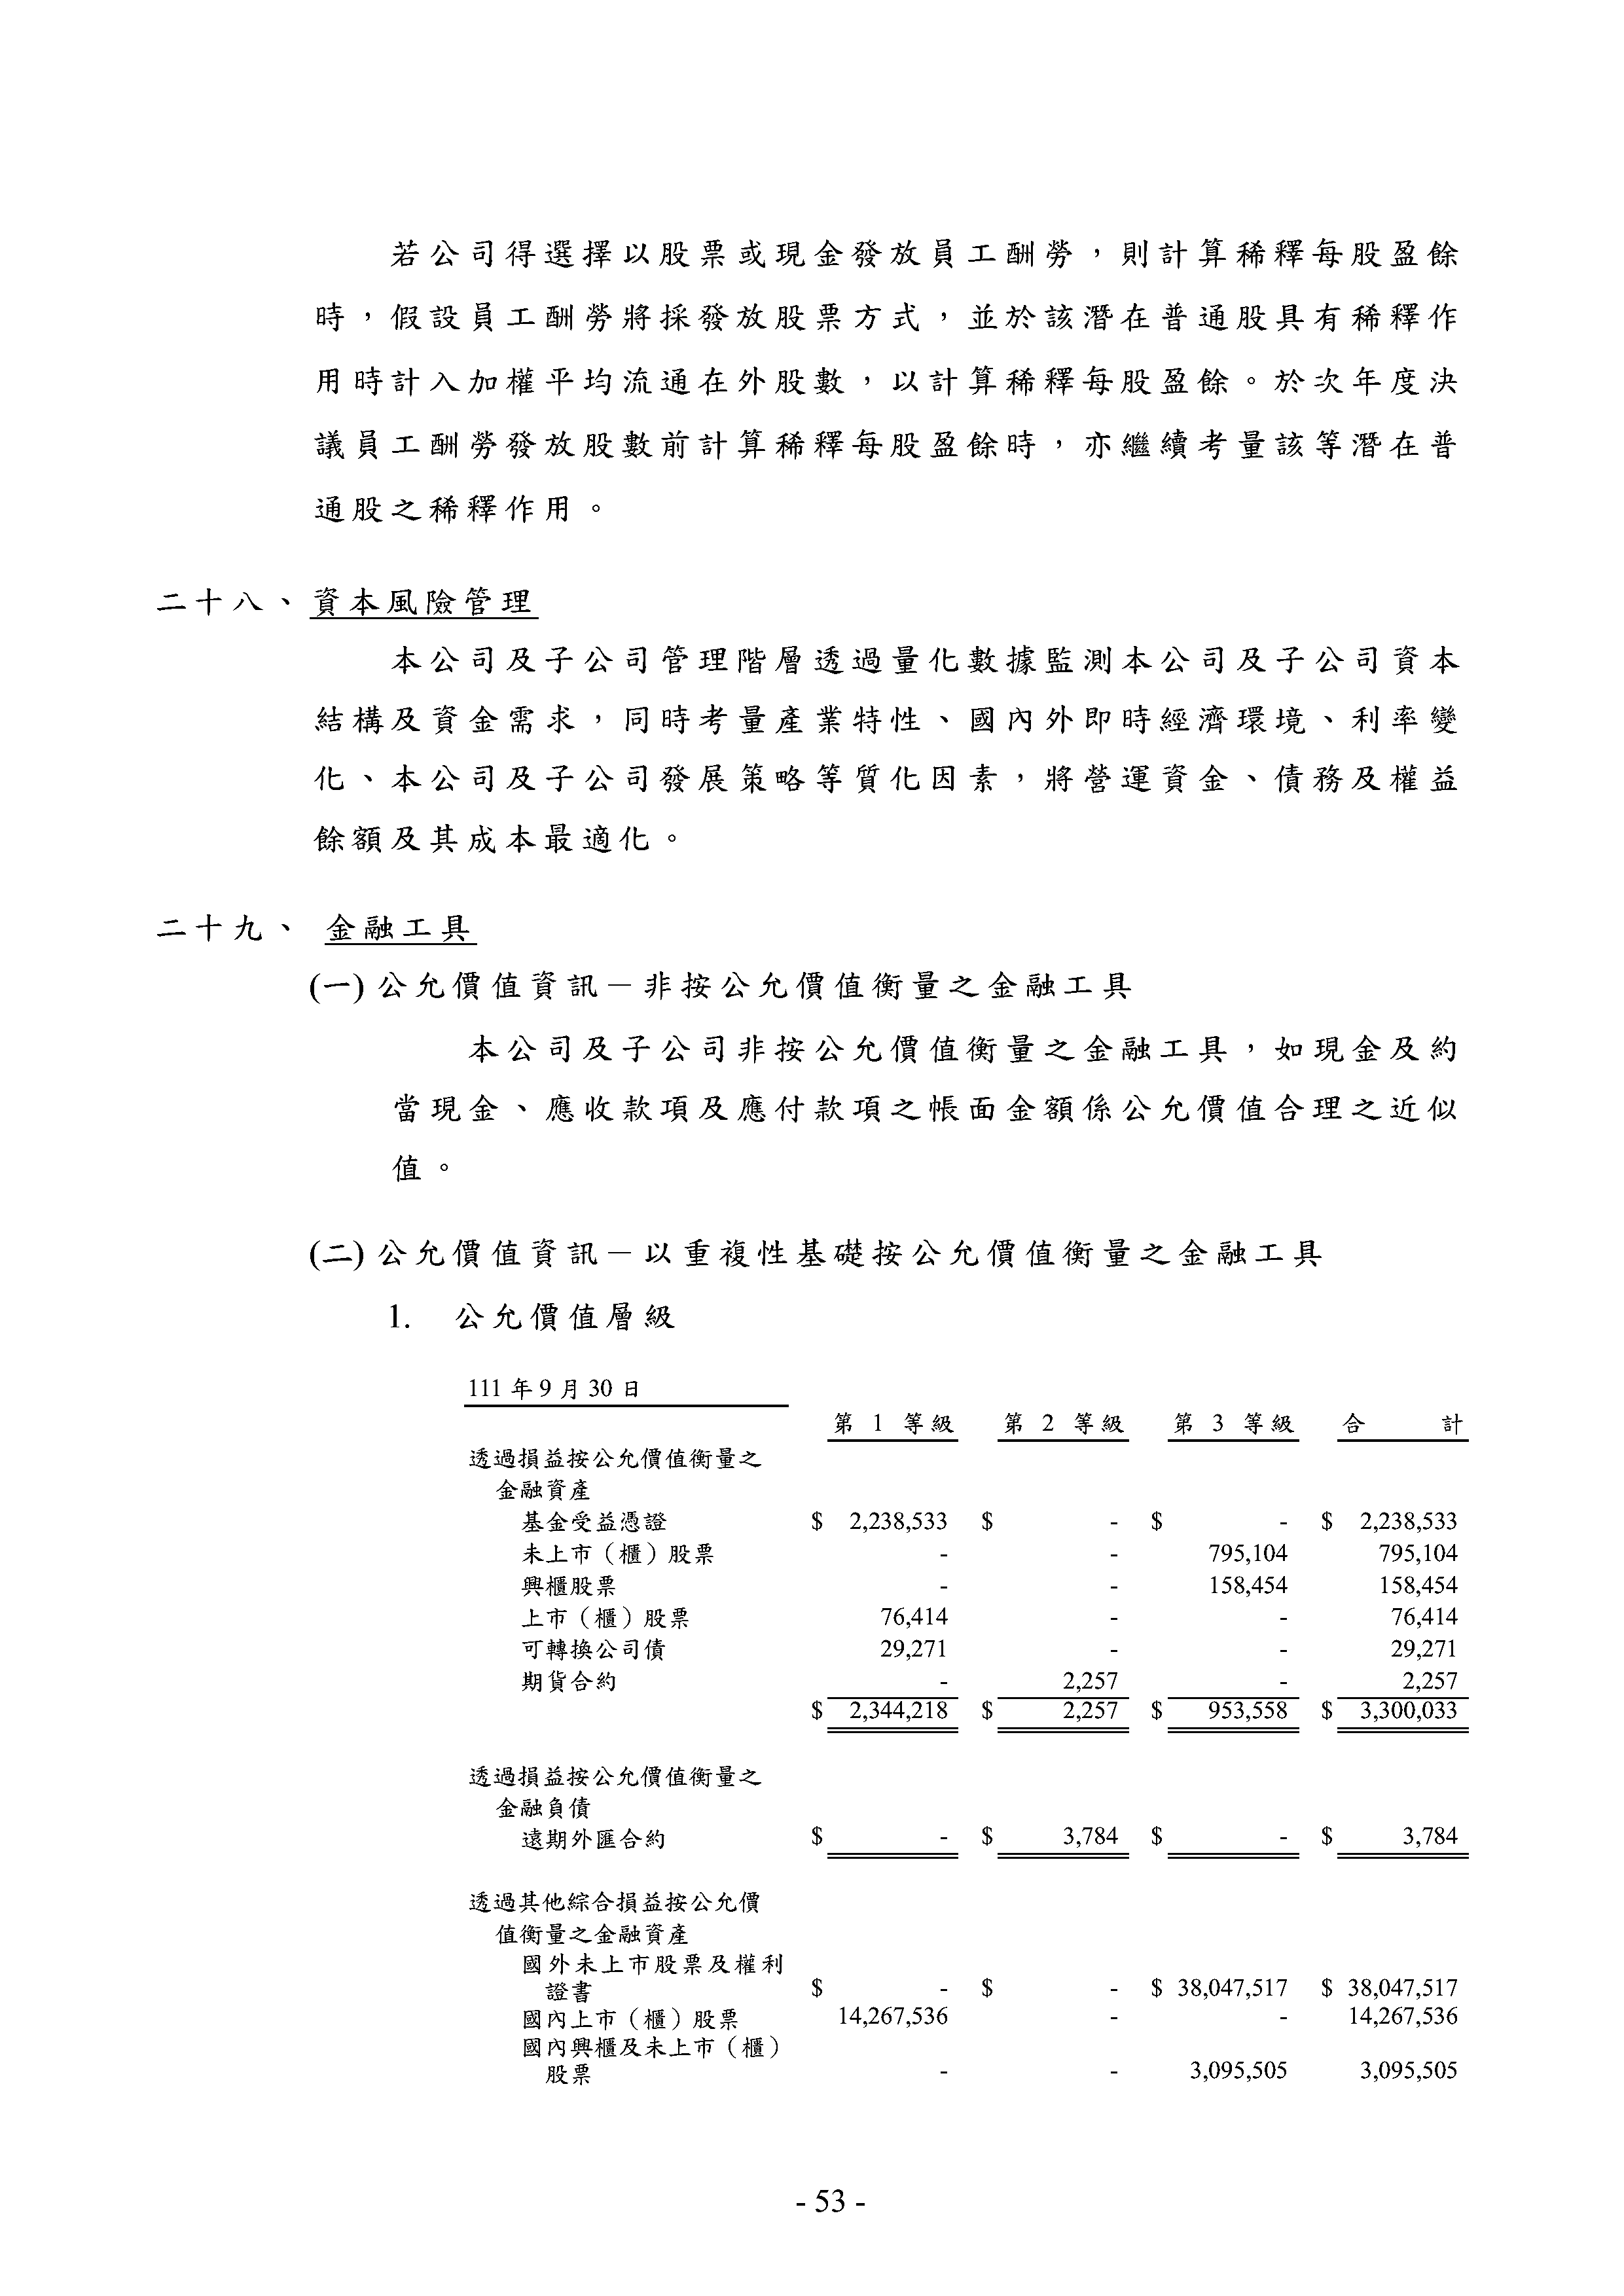 若公司得選擇以股票或現金發放員工酬勞，則計算稀釋每股盈餘
時，假設員工酬勞將採發放股票方式，並於該潛在普通股具有稀釋作
用時計入加權平均流通在外股數，以計算稀釋每股盈餘。於次年度決
議員工酬勞發放股數前計算稀釋每股盈餘時，亦繼續考量該等潛在普
通股之稀釋作用。
二十八、資本風險管理
本公司及子公司管理階層透過量化數據監測本公司及子公司資本
結構及資金需求，同時考量產業特性、國內外即時經濟環境、利率變
化、本公司及子公司發展策略等質化因素，將營運資金、債務及權益
餘額及其成本最適化。
二十九、 金融工具
(一) 公允價值資訊－非按公允價值衡量之金融工具
本公司及子公司非按公允價值衡量之金融工具，如現金及約
當現金、應收款項及應付款項之帳面金額係公允價值合理之近似
值。
(二) 公允價值資訊－以重複性基礎按公允價值衡量之金融工具
1. 公允價值層級
111 年 9 月 30 日
第 1 等級 第 2 等級 第 3 等級 合 計
透過損益按公允價值衡量之
金融資產
基金受益憑證 $ 2,238,533 $ - $ - $ 2,238,533
未上市（櫃）股票 - - 795,104 795,104
興櫃股票 - - 158,454 158,454
上市（櫃）股票 76,414 - - 76,414
可轉換公司債 29,271 - - 29,271
期貨合約 - 2,257 - 2,257
$ 2,344,218 $ 2,257 $ 953,558 $ 3,300,033
透過損益按公允價值衡量之
金融負債
遠期外匯合約 $ - $ 3,784 $ - $ 3,784
透過其他綜合損益按公允價
值衡量之金融資產
國外未上市股票及權利
證書 $ - $ - $ 38,047,517 $ 38,047,517
國內上市（櫃）股票 14,267,536 - - 14,267,536
國內興櫃及未上市（櫃）
股票 - - 3,095,505 3,095,505
- 53 -